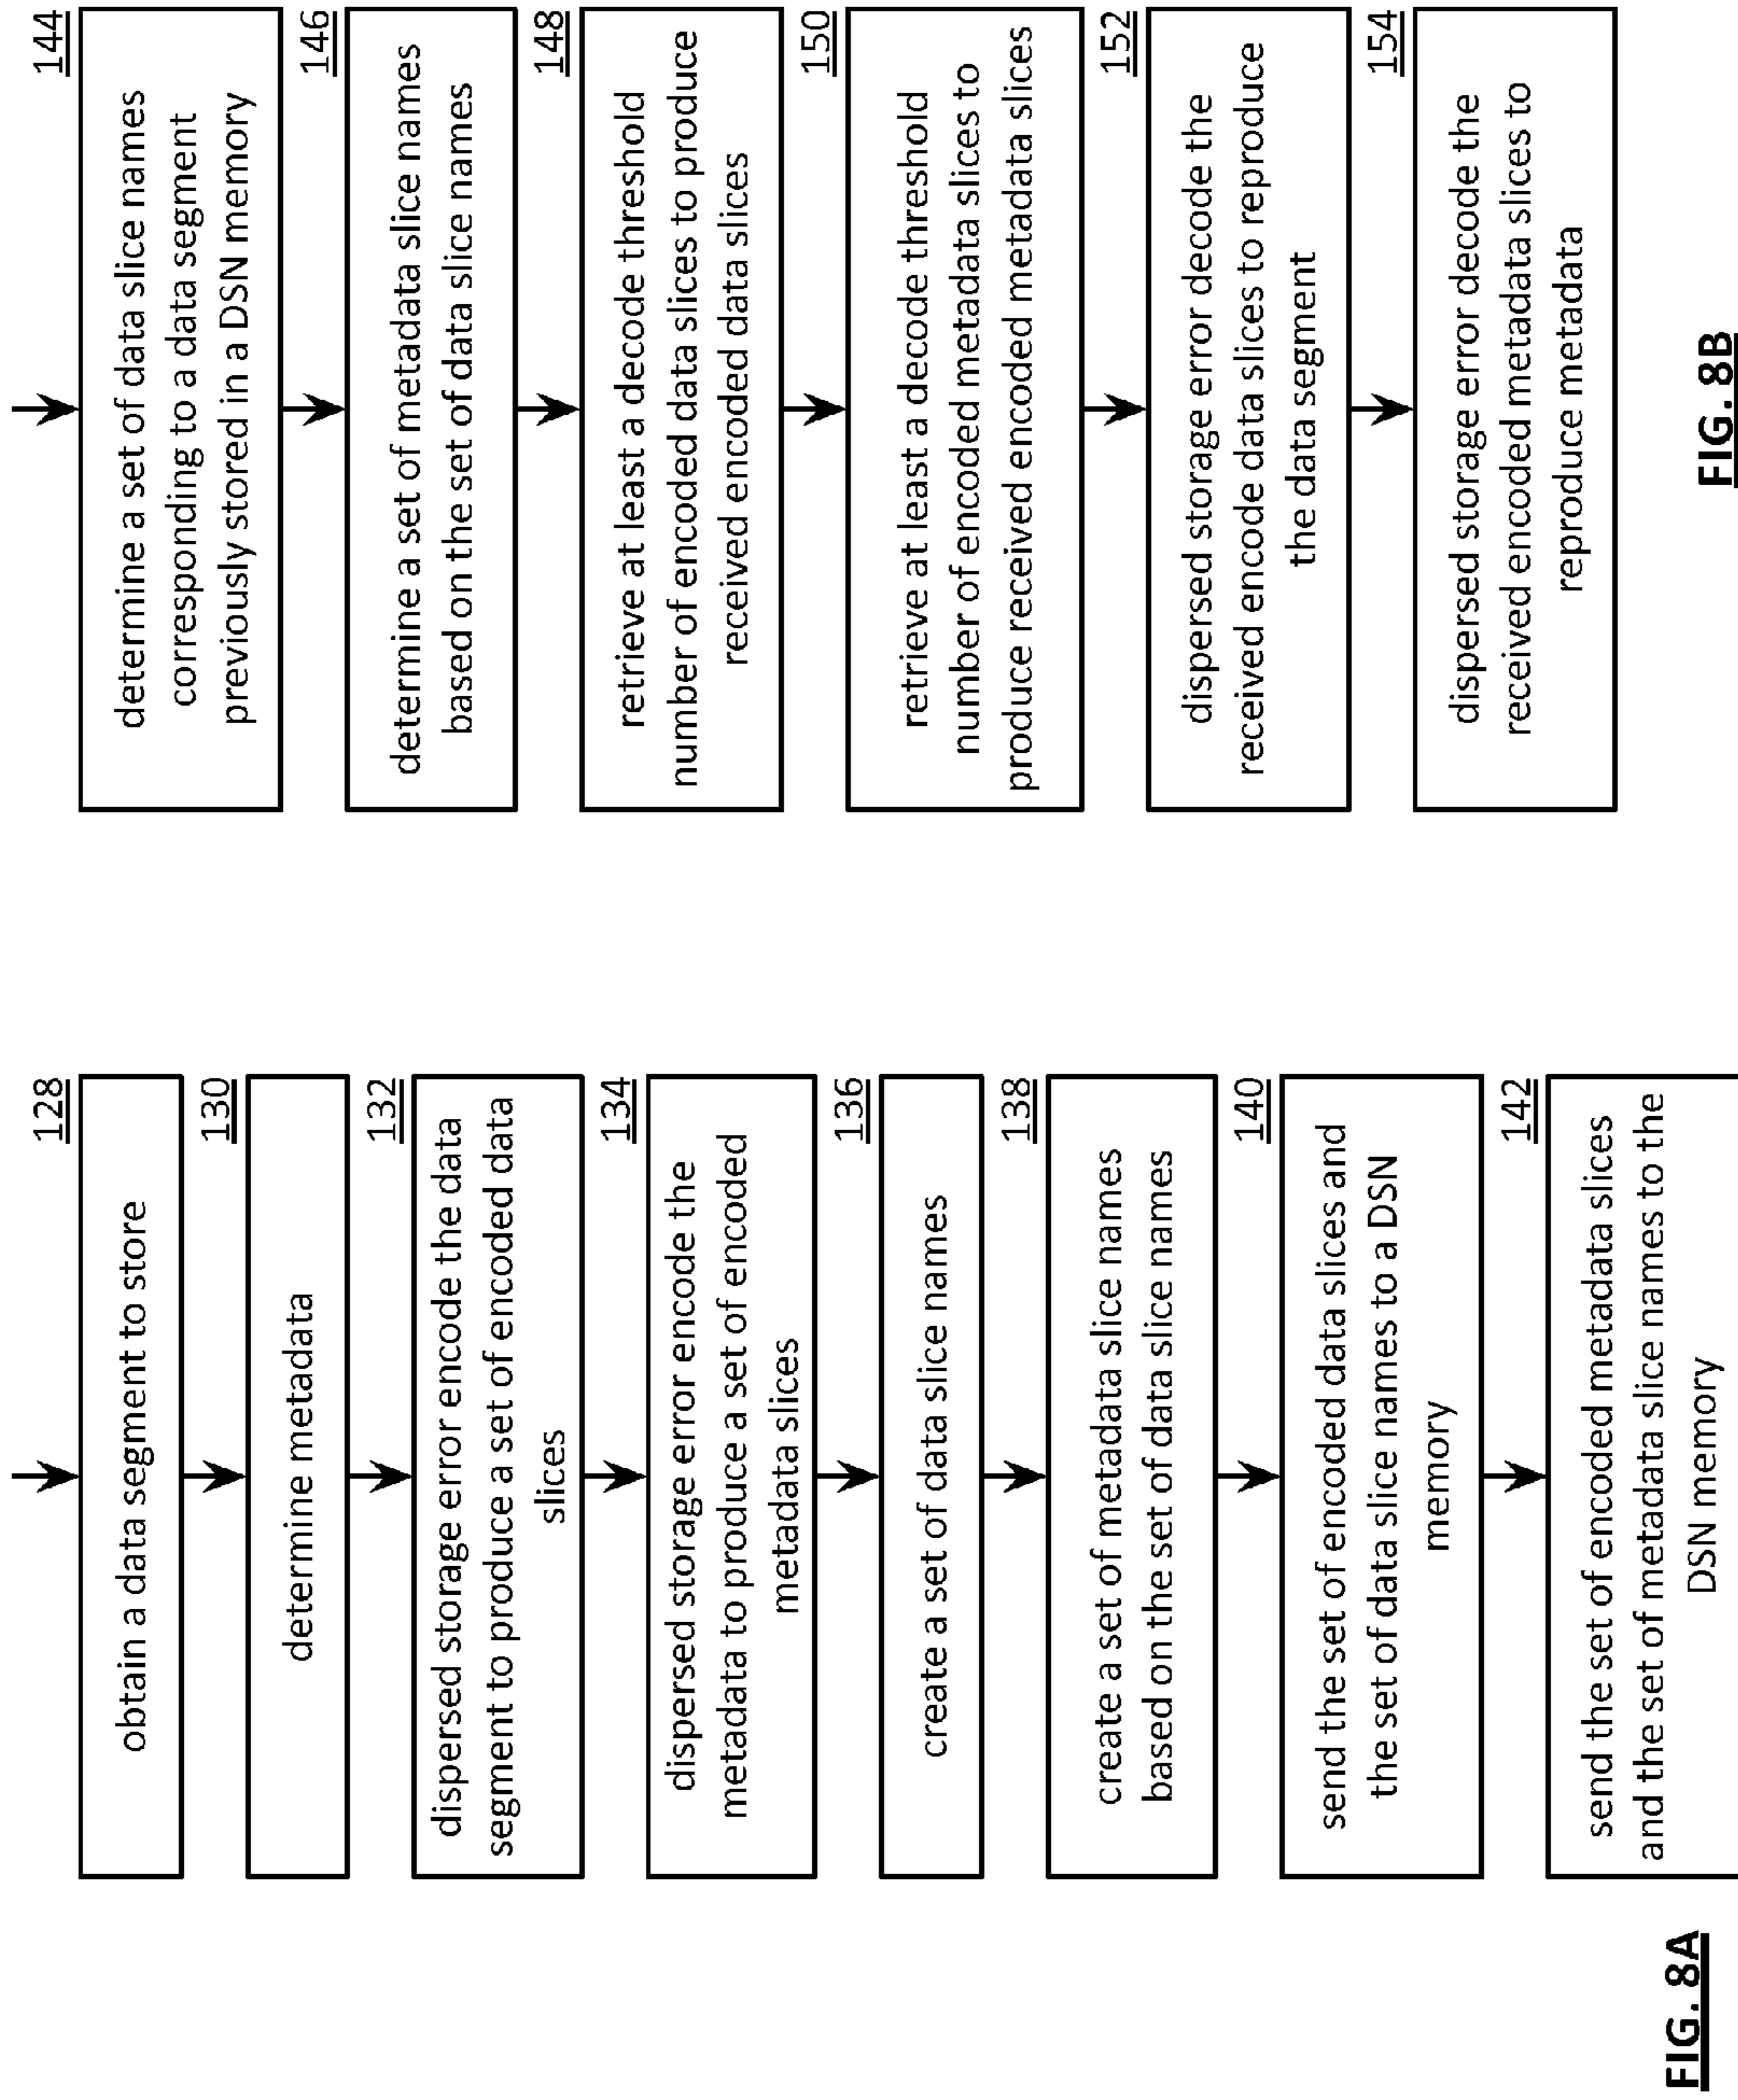 128
obtain a data segment to store
130
determine metadata
132
dispersed storage error encode the data
segment to produce a set of encoded data
slices
134
dispersed storage error encode the
metadata to produce a set of encoded
metadata slices
136
create a set of data slice names
138
create a set of metadata slice names
based on the set of data slice names
140
send the set of encoded data slices and
the set of data slice names to a DSN
memory
142
send the set of encoded metadata slices
and the set of metadata slice names to the
DSN memory
FIG. 8A
144
determine a set of data slice names
corresponding to a data segment
previously stored in a DSN memory
146
determine a set of metadata slice names
based on the set of data slice names
148
retrieve at least a decode threshold
number of encoded data slices to produce
received encoded data slices
150
retrieve at least a decode threshold
number of encoded metadata slices to
produce received encoded metadata slices
152
dispersed storage error decode the
received encode data slices to reproduce
the data segment
154
dispersed storage error decode the
received encoded metadata slices to
reproduce metadata
FIG. 8B